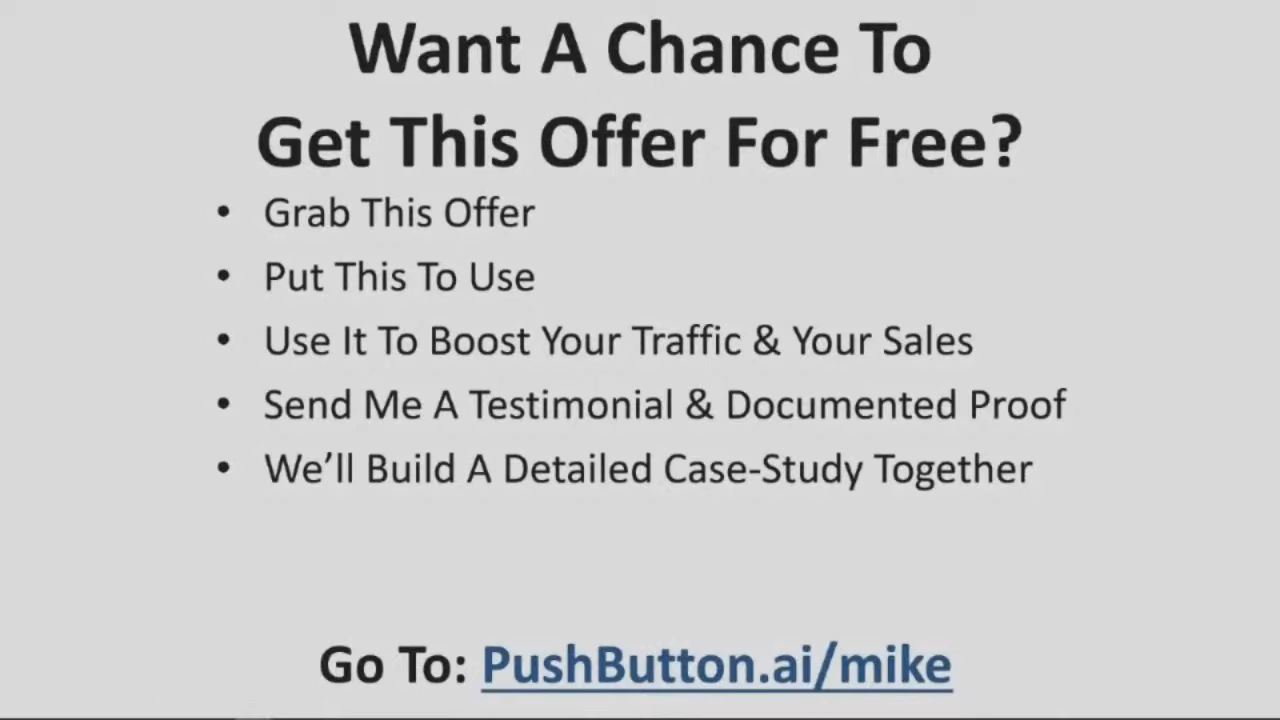 Want A Chance To
Get This Offer For Free?
• Grab This Offer
• Put This To Use
• Use It To Boost Your Traffic & Your Sales
• Send Me A Testimonial & Documented Proof
• We'll Build A Detailed Case-Study Together
Go To: PushButton.ai/mike